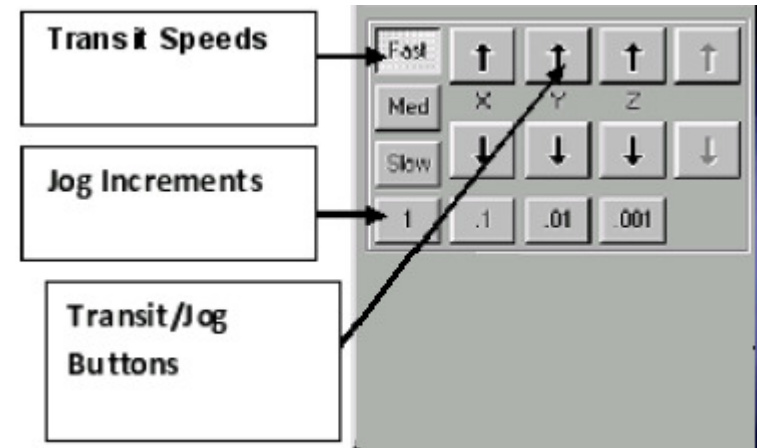 Transit Speeds
Fast
X Y Z
Med
Jog Increments
Slow
1 .1 .01 .001
Transit/Jog
Buttons